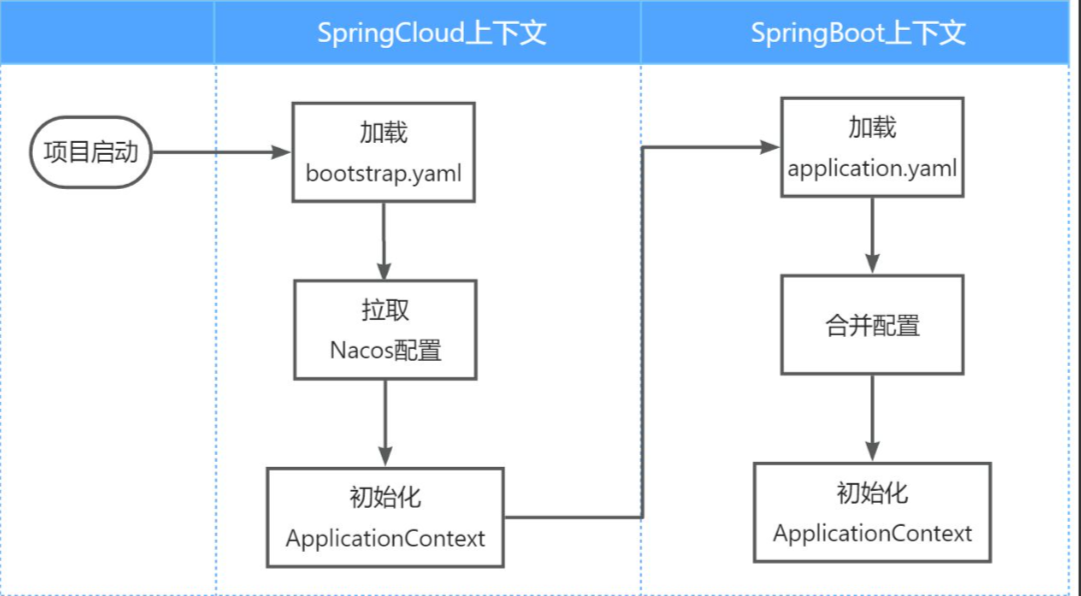 SpringCloud上下文
SpringBoot上下文
项目启动
加载
bootstrap.yaml
拉取
Nacos配置
初始化
ApplicationContext
加载
application.yaml
合并配置
初始化
ApplicationContext